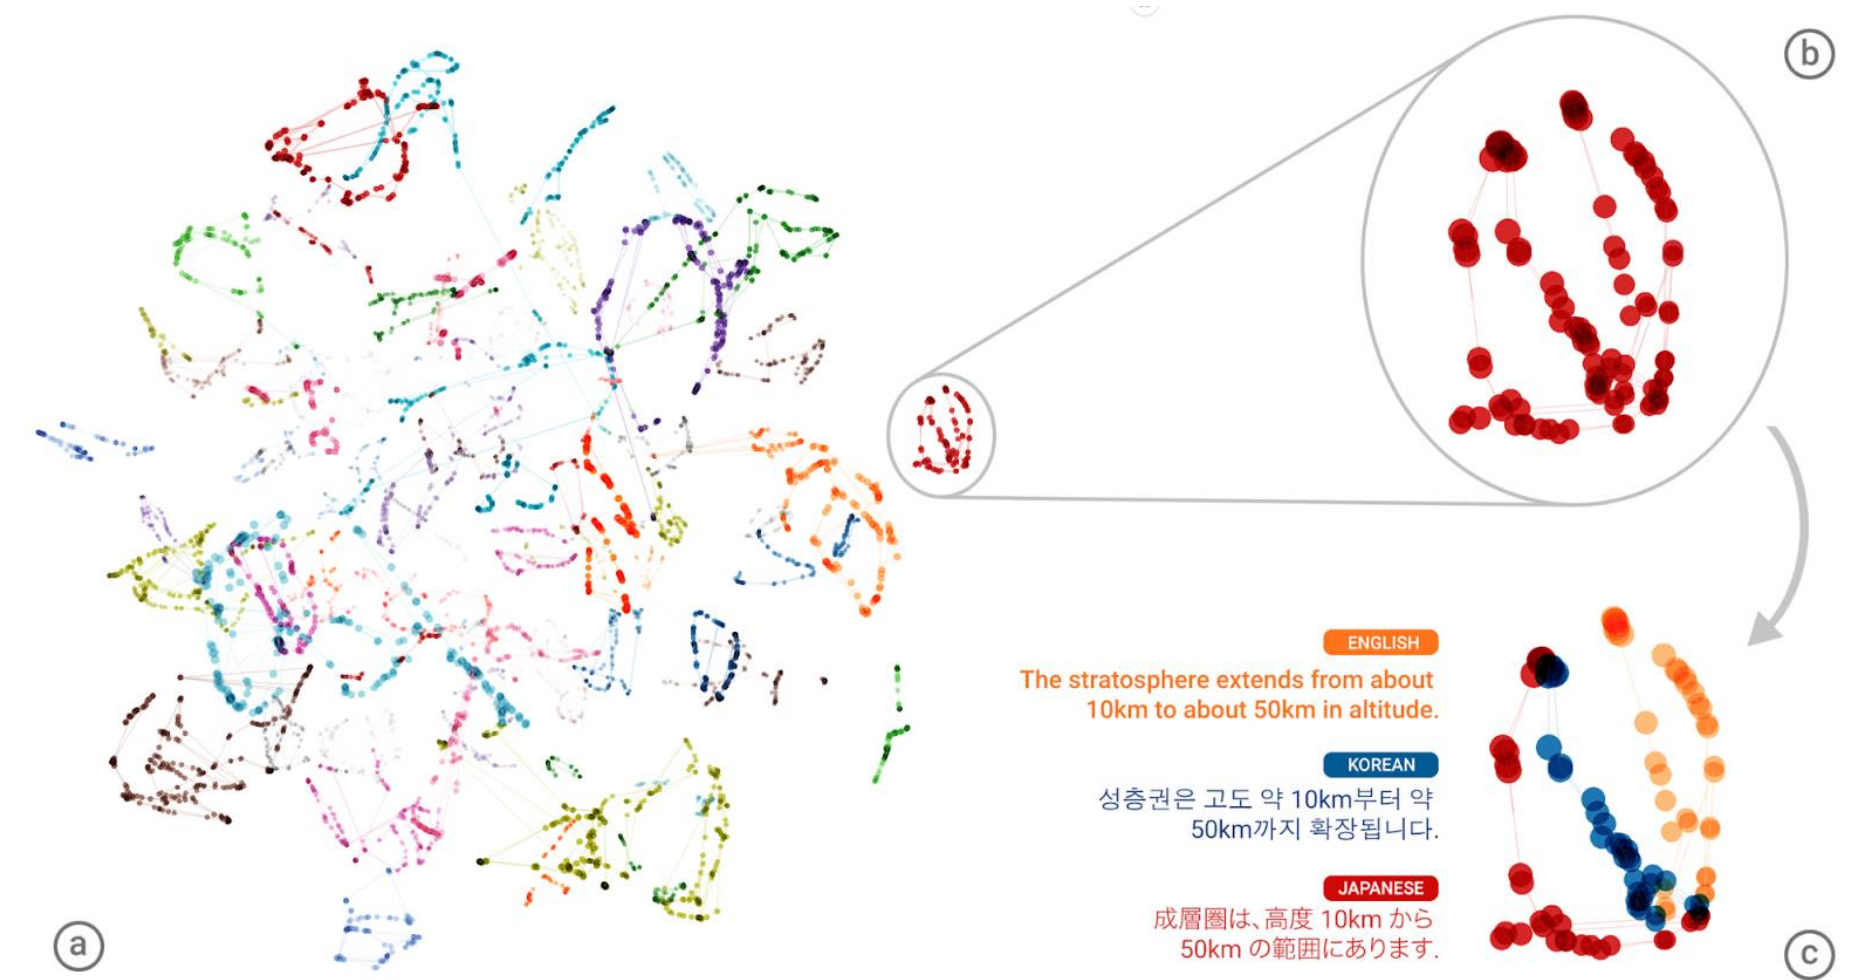 b
ENGLISH
The stratosphere extends from about
10km to about 50km in altitude.
KOREAN
성층권은 고도 약 10km부터 약
50km까지 확장됩니다.
JAPANESE
成層圏は、高度 10km から
50km の範囲にあります.
a
c